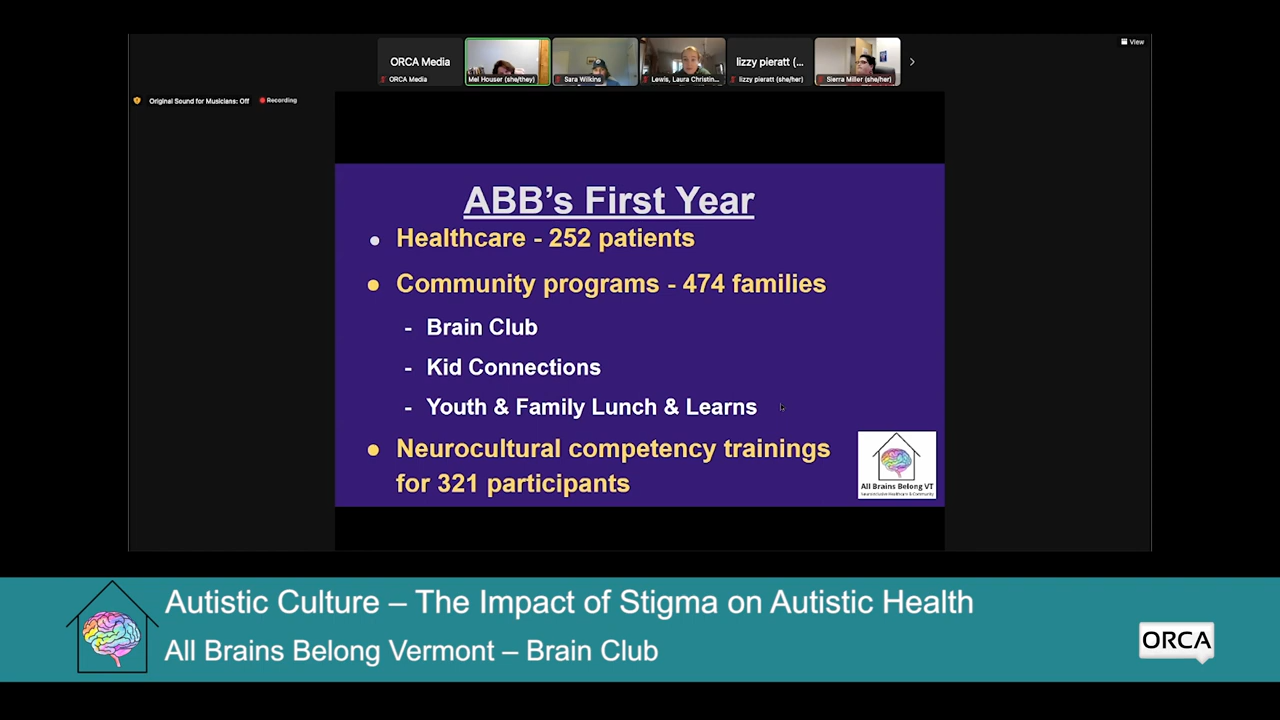 View
ORCA Media
ORCA Media
Mel Houser (she/they)
Sara Wilkins
Lewis, Laura Christin...
lizzy pieratt (...
lizzy pieratt (she/her)
Sierra Miller (she/her)
Original Sound for Musicians: Off
Recording
ABB's First Year
• Healthcare - 252 patients
• Community programs - 474 families
- Brain Club
- Kid Connections
- Youth & Family Lunch & Learns
• Neurocultural competency trainings
for 321 participants
All Brains Belong VT
Neuroinclusive Healthcare & Community
Autistic Culture – The Impact of Stigma on Autistic Health
All Brains Belong Vermont – Brain Club
ORCA